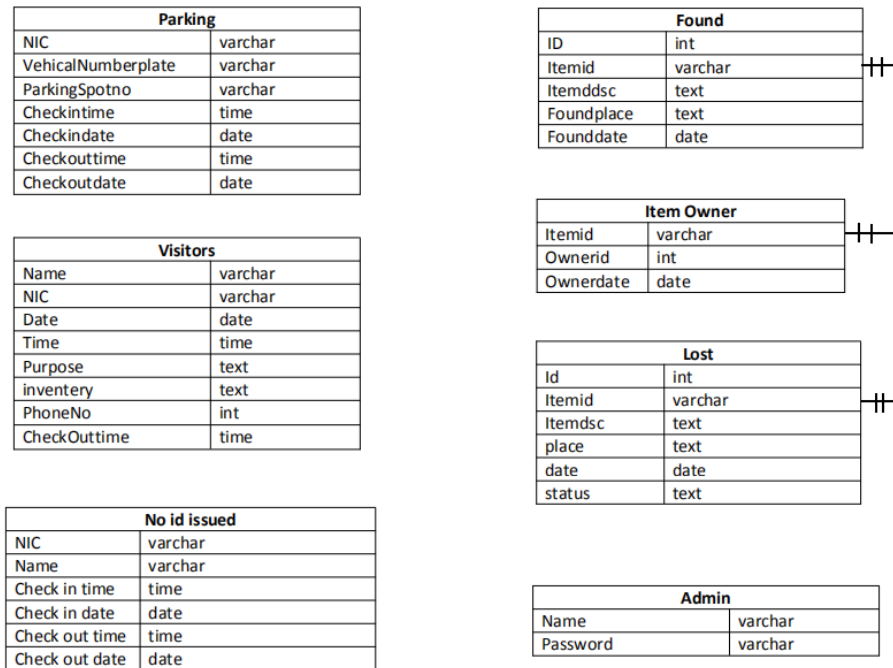 Parking
NIC varchar
VehicalNumberplate varchar
ParkingSpotno varchar
Checkintime time
Checkindate date
Checkouttime time
Checkoutdate date
Visitors
Name varchar
NIC varchar
Date date
Time time
Purpose text
inventery text
PhoneNo int
CheckOuttime time
No id issued
NIC varchar
Name varchar
Check in time time
Check in date date
Check out time time
Check out date date
Found
ID int
Itemid varchar
Itemddsc text
Foundplace text
Founddate date
Item Owner
Itemid varchar
Ownerid int
Ownerdate date
Lost
Id int
Itemid varchar
Itemdsc text
place text
date date
status text
Admin
Name varchar
Password varchar